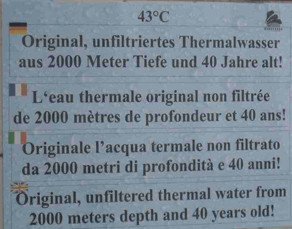 43°C
Original, unfiltriertes Thermalwasser
aus 2000 Meter Tiefe und 40 Jahre alt!
L'eau thermale original non filtrée
de 2000 mètres de profondeur et 40 ans!
Originale l'acqua termale non filtrato
da 2000 metri di profondità e 40 anni!
Original, unfiltered thermal water from
2000 meters depth and 40 years old!